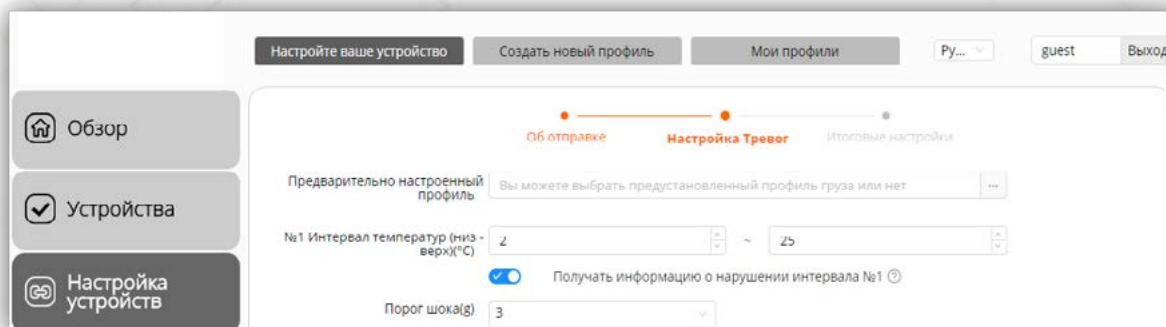 Настройте ваше устройство
Создать новый профиль
Мои профили
Ру...
guest
Выход
Обзор
Устройства
Настройка
устройств
Об отправке
Настройка Тревог
Итоговые настройки
Предварительно настроенный
профиль
Вы можете выбрать предустановленный профиль груза или нет
...
№1 Интервал температур (низ -
верх)(°C)
2
~
25
Получать информацию о нарушении интервала №1
Порог шока(g)
3